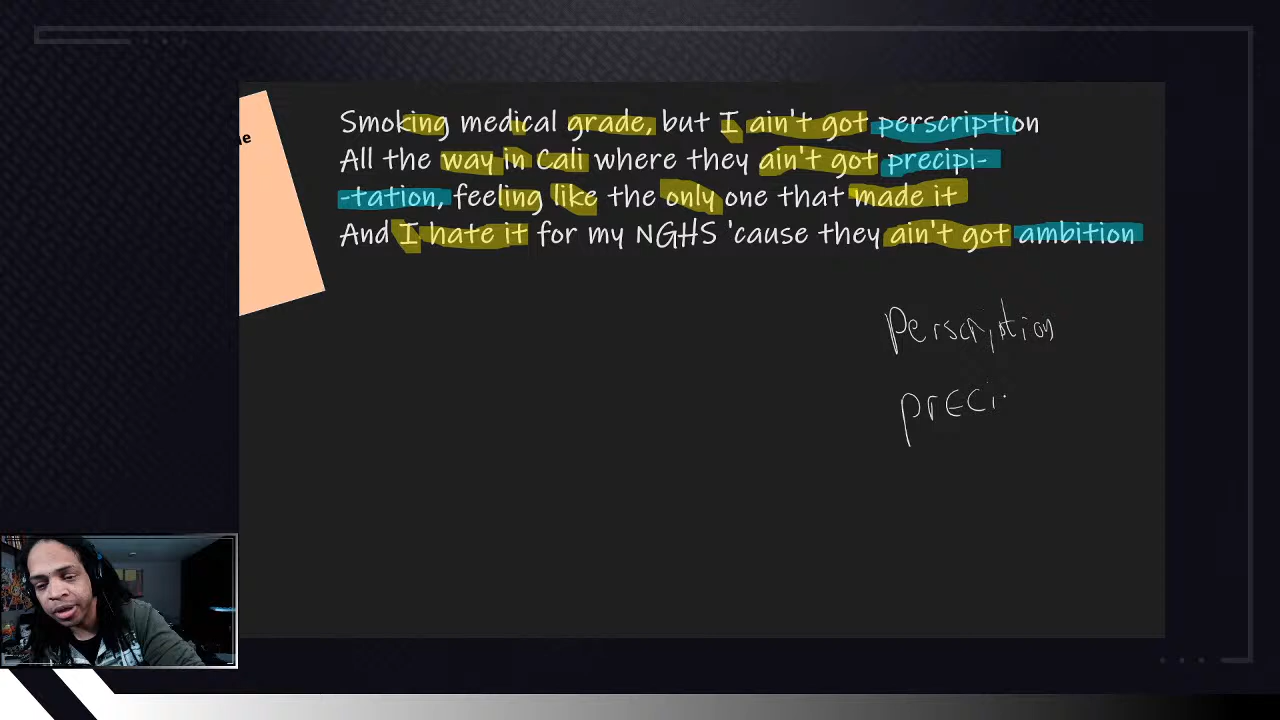 Smoking medical grade, but I ain't got perscription
All the way in Cali where they ain't got precipi-
-tation, feeling like the only one that made it
And I hate it for my NGHS 'cause they ain't got ambition
Perscription
preci